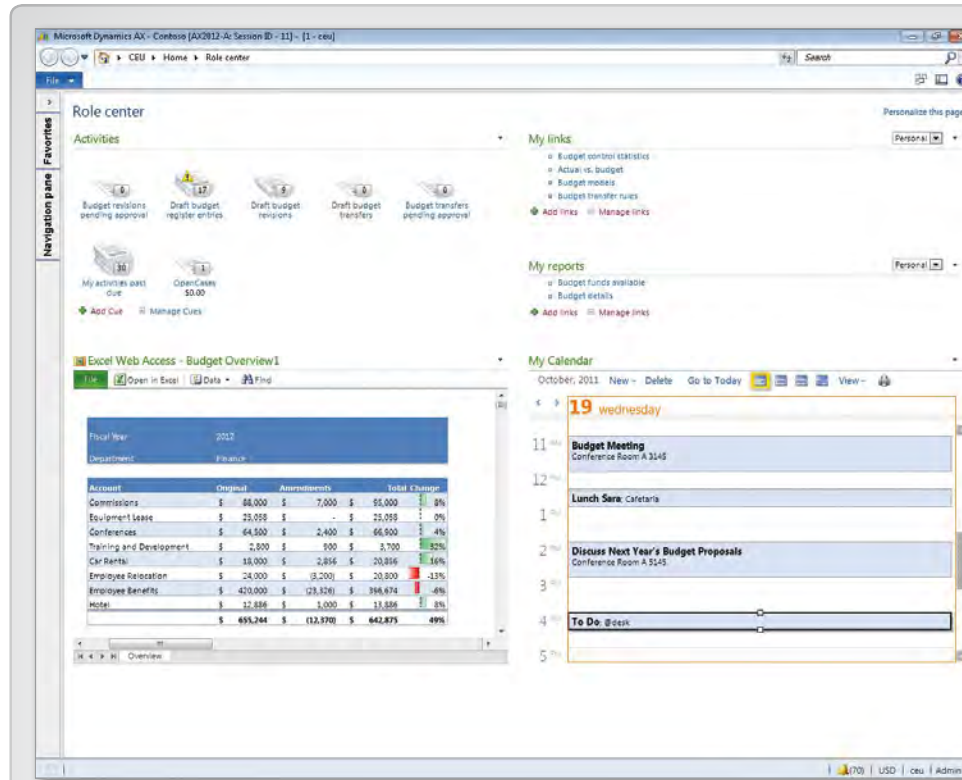 Microsoft Dynamics AX - Contoso [AX2012-A: Session ID - 11] - [1 - ceu]
CEU Home Role center
Search
File
Favorites
Navigation pane
Role center
Personalize this page
Activities
0
Budget revisions
pending approval
17
Draft budget
register entries
9
Draft budget
revisions
0
Draft budget
transfers
0
Budget transfers
pending approval
30
My activities past
due
1
OpenCases
$0.00
Add Cue Manage Cues
My links
Personal
Budget control statistics
Actual vs. budget
Budget models
Budget transfer rules
Add links Manage links
My reports
Personal
Budget funds available
Budget details
Add links Manage links
Excel Web Access - Budget Overview1
File Open in Excel Data Find
Fiscal Year 2012
Department Finance
Account Original Amendments Total Change
Commissions $ 88,000 $ 7,000 $ 95,000 8%
Equipment Lease $ 25,058 $ - $ 25,058 0%
Conferences $ 64,500 $ 2,400 $ 66,900 4%
Training and Development $ 2,800 $ 900 $ 3,700 32%
Car Rental $ 18,000 $ 2,856 $ 20,856 16%
Employee Relocation $ 24,000 $ (3,200) $ 20,800 -13%
Employee Benefits $ 420,000 $ (23,326) $ 396,674 -6%
Hotel $ 12,886 $ 1,000 $ 13,886 8%
$ 655,244 $ (12,370) $ 642,875 49%
Overview
My Calendar
October, 2011 New Delete Go to Today View
19 wednesday
11
Budget Meeting
Conference Room A 3145
12
Lunch Sara; Cafetaria
1
2
Discuss Next Year's Budget Proposals
Conference Room A 5145
3
4
To Do: @desk
5
(70) USD ceu Admin